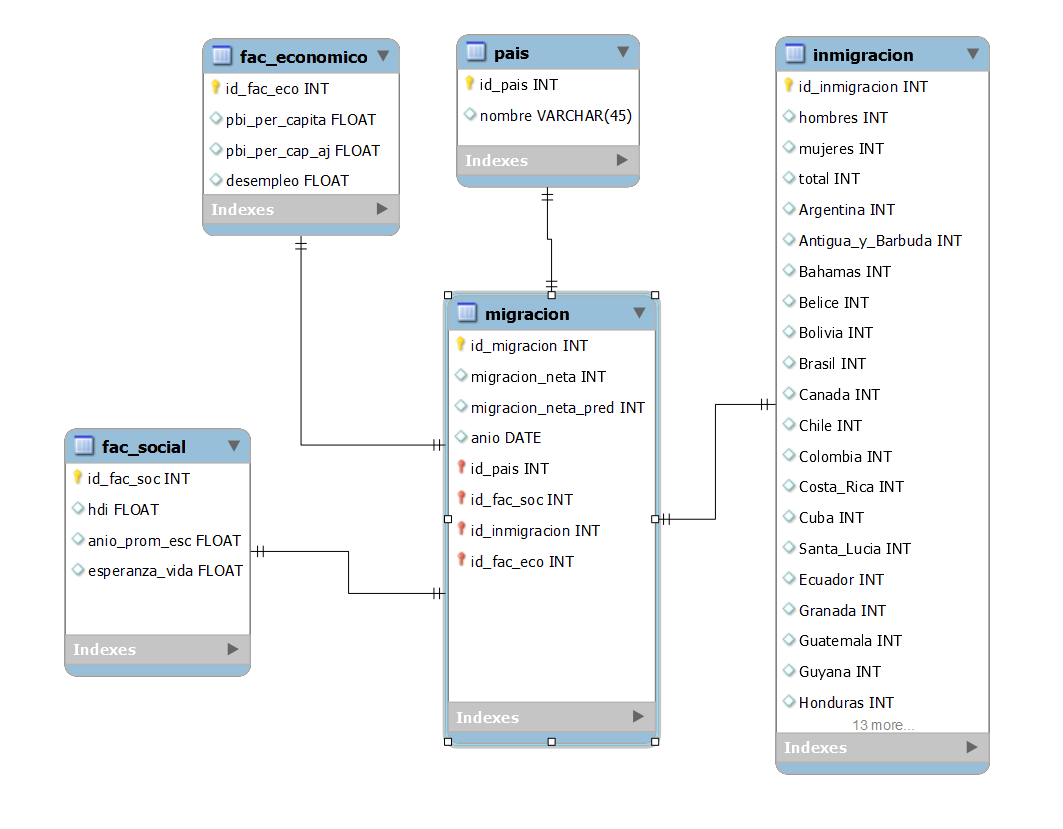 fac_economico
id_fac_eco INT
pbi_per_capita FLOAT
pbi_per_cap_aj FLOAT
desempleo FLOAT
Indexes
pais
id_pais INT
nombre VARCHAR(45)
Indexes
inmigracion
id_inmigracion INT
hombres INT
mujeres INT
total INT
Argentina INT
Antigua_y_Barbuda INT
Bahamas INT
Belice INT
Bolivia INT
Brasil INT
Canada INT
Chile INT
Colombia INT
Costa_Rica INT
Cuba INT
Santa_Lucia INT
Ecuador INT
Granada INT
Guatemala INT
Guyana INT
Honduras INT
13 more...
Indexes
migracion
id_migracion INT
migracion_neta INT
migracion_neta_pred INT
anio DATE
id_pais INT
id_fac_soc INT
id_inmigracion INT
id_fac_eco INT
Indexes
fac_social
id_fac_soc INT
hdi FLOAT
anio_prom_esc FLOAT
esperanza_vida FLOAT
Indexes